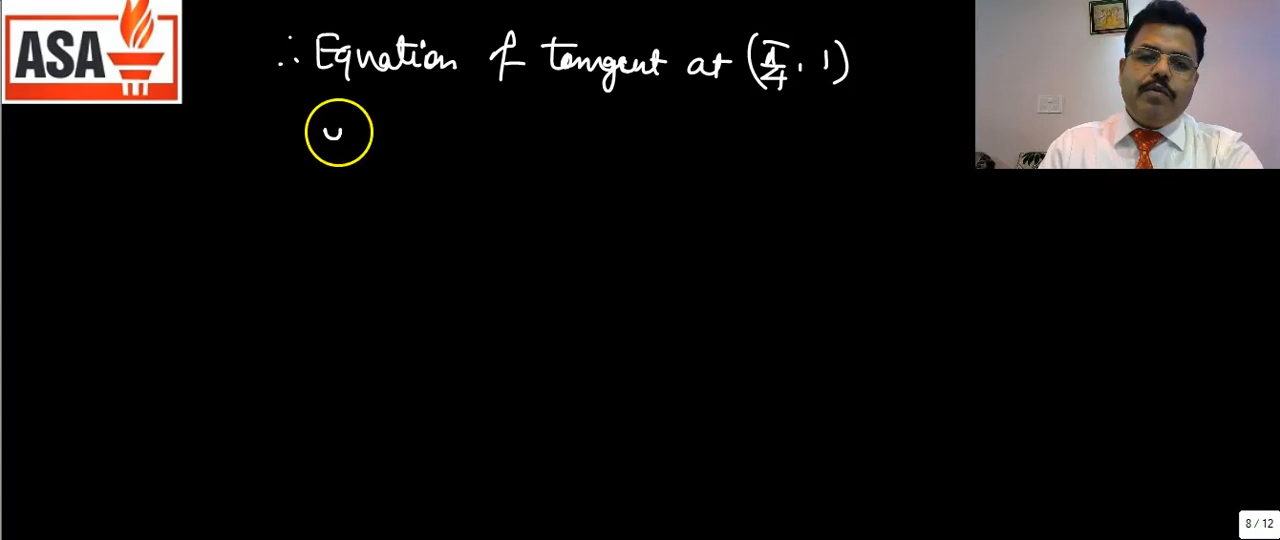 ASA
∴ Equation of tangent at (π/4, 1)
8 / 12